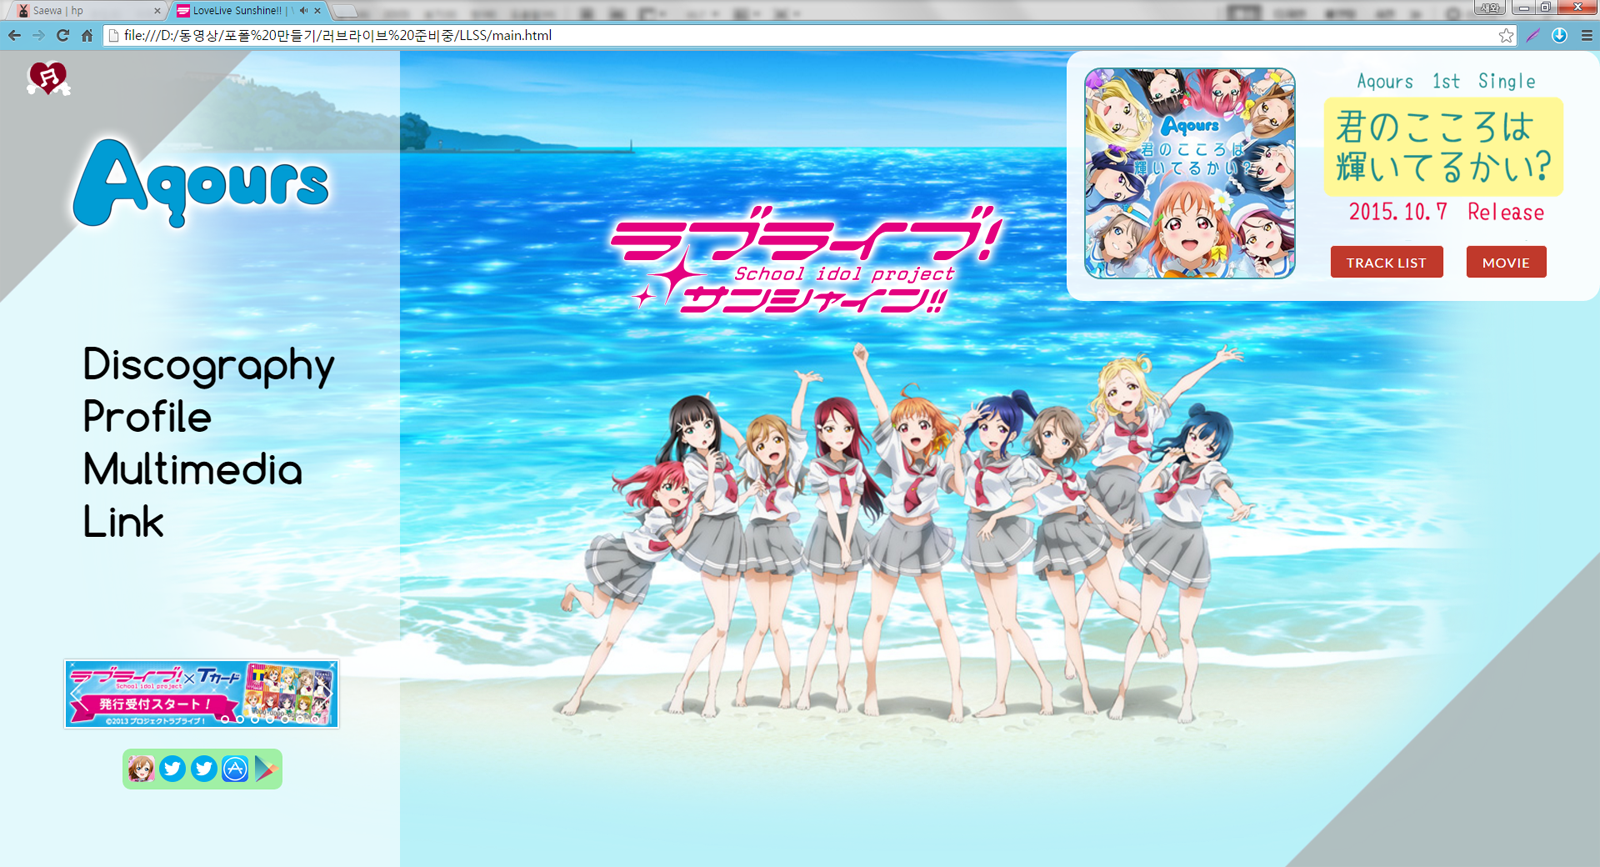 Saewa | hp
LoveLive Sunshine!! |
새와
file:///D:/동영상/포폴%20만들기/러브라이브%20준비중/LLSS/main.html
Aqours
Discography
Profile
Multimedia
Link
ラブライブ!×Tカード
School idol project
発行受付スタート!
©2013 プロジェクトラブライブ!
ラブライブ!
School idol project
サンシャイン!!
Aqours
君のこころは
輝いてるかい?
Aqours 1st Single
君のこころは
輝いてるかい?
2015.10.7 Release
TRACK LIST
MOVIE